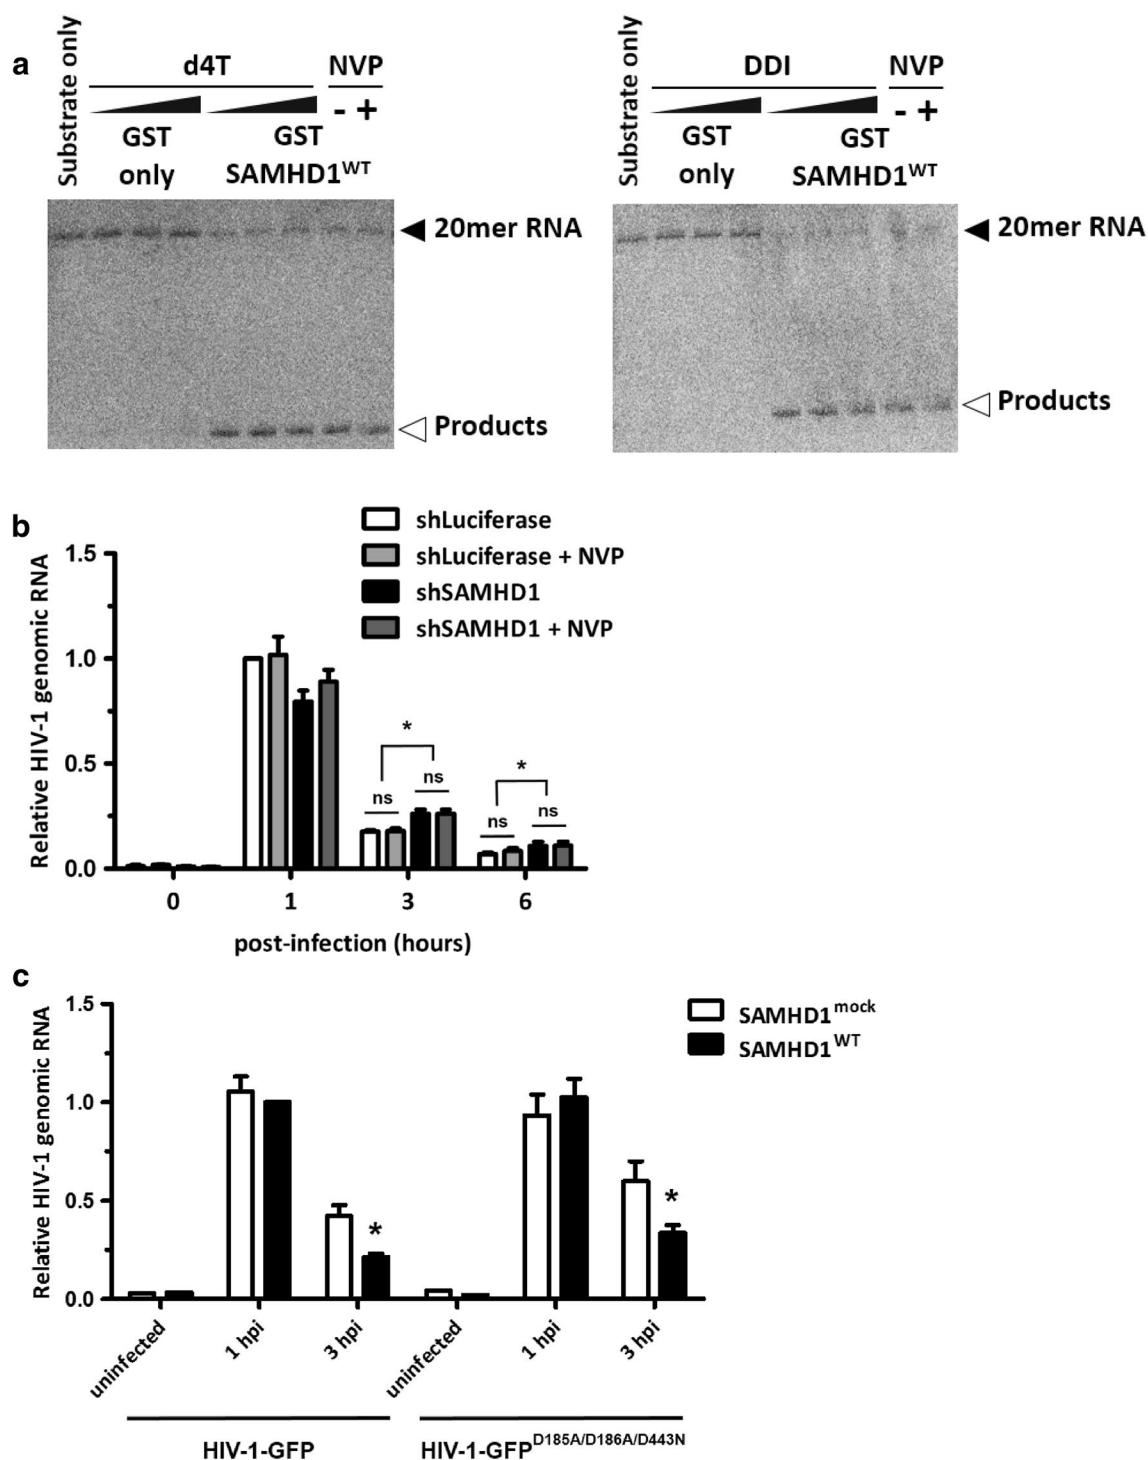 a
Substrate only
d4T
NVP
- +
GST only
GST SAMHD1WT
20mer RNA
Products
Substrate only
DDI
NVP
- +
GST only
GST SAMHD1WT
20mer RNA
Products
b
shLuciferase
shLuciferase + NVP
shSAMHD1
shSAMHD1 + NVP
Relative HIV-1 genomic RNA
1.5
1.0
0.5
0.0
*
ns
ns
*
ns
ns
0 1 3 6
post-infection (hours)
c
SAMHD1mock
SAMHD1WT
Relative HIV-1 genomic RNA
1.5
1.0
0.5
0.0
*
*
uninfected 1 hpi 3 hpi uninfected 1 hpi 3 hpi
HIV-1-GFP
HIV-1-GFPD185A/D186A/D443N